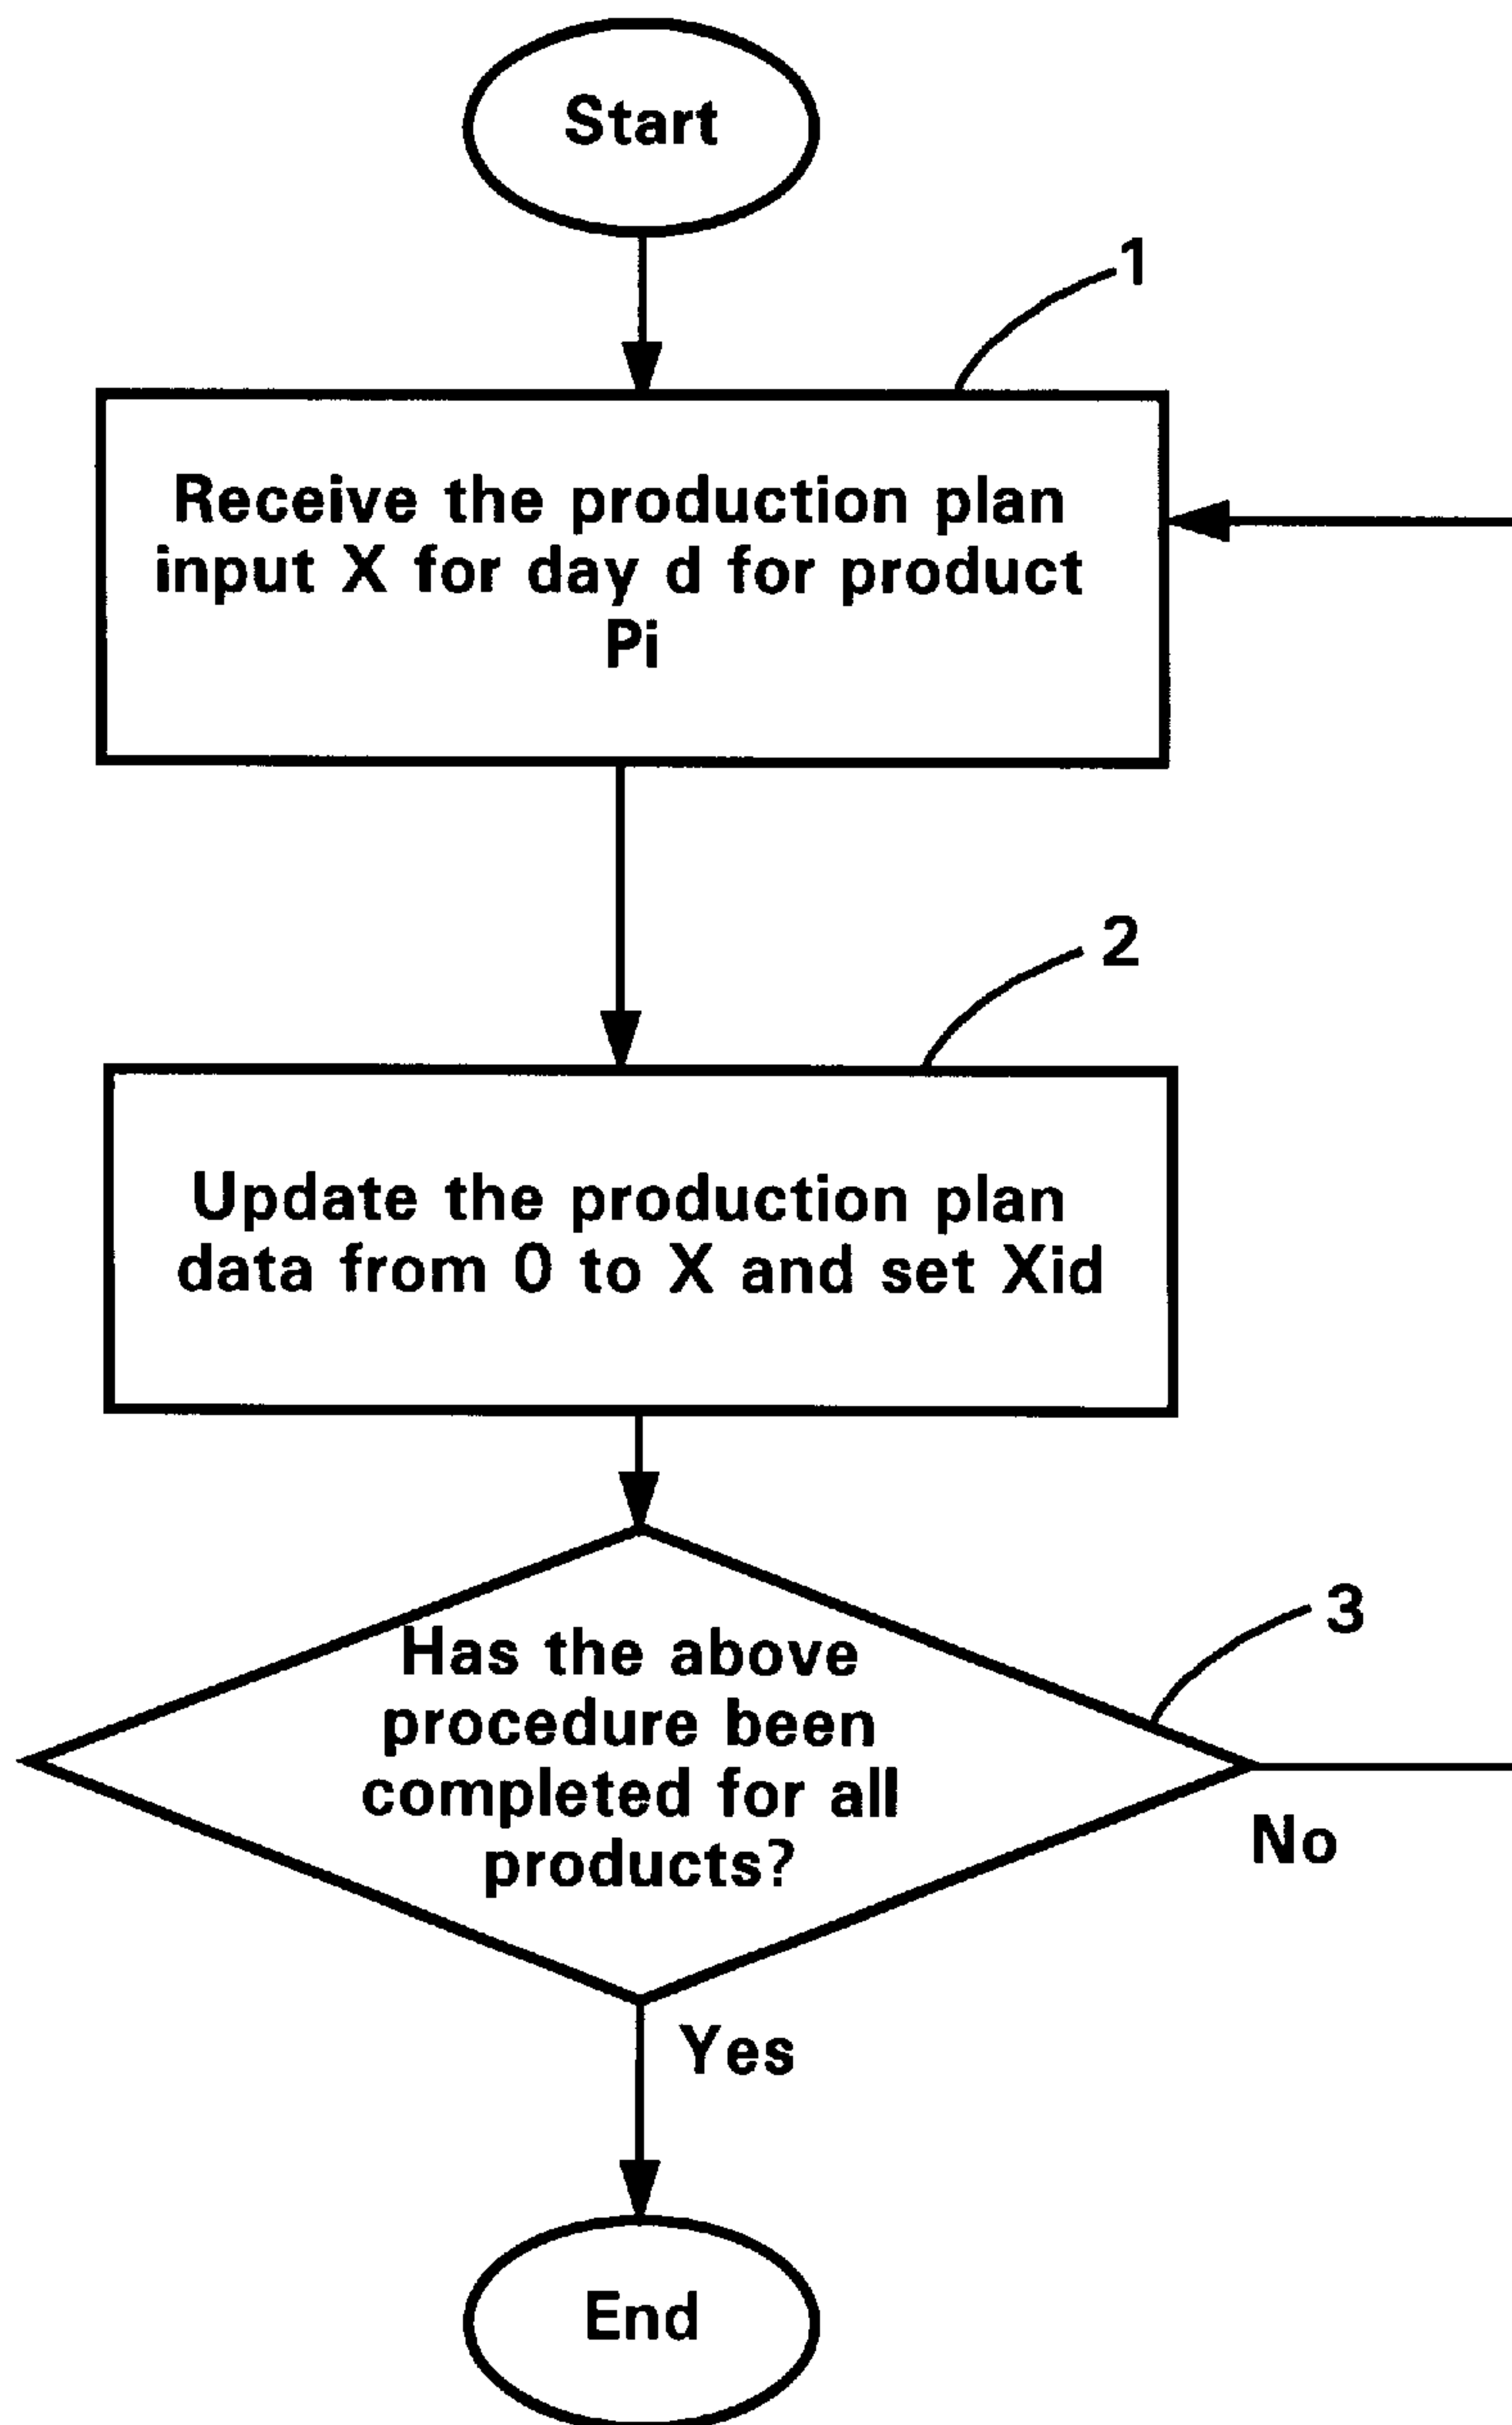 Start
1
Receive the production plan
input X for day d for product
Pi
2
Update the production plan
data from 0 to X and set Xid
3
Has the above
procedure been
completed for all
products?
No
Yes
End